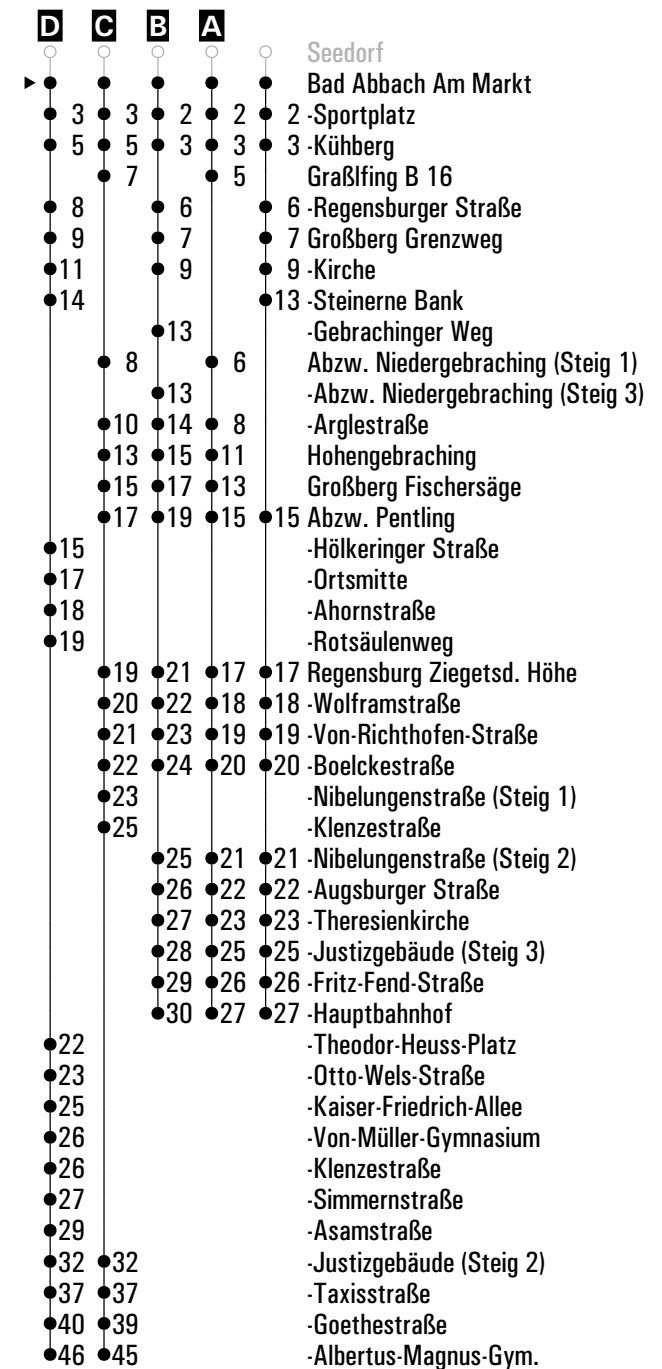 D C B A
Seedorf
Bad Abbach Am Markt
3 3 2 2 2 -Sportplatz
5 5 3 3 3 -Kühberg
7 5 Graßlfing B 16
8 6 6 -Regensburger Straße
9 7 7 Großberg Grenzweg
11 9 9 -Kirche
14 13 -Steinerne Bank
13 -Gebrachinger Weg
8 6 Abzw. Niedergebraching (Steig 1)
13 -Abzw. Niedergebraching (Steig 3)
10 14 8 -Arglestraße
13 15 11 Hohengebraching
15 17 13 Großberg Fischersäge
17 19 15 15 Abzw. Pentling
15 -Hölkeringer Straße
17 -Ortsmitte
18 -Ahornstraße
19 -Rotsäulenweg
19 21 17 17 Regensburg Ziegetsd. Höhe
20 22 18 18 -Wolframstraße
21 23 19 19 -Von-Richthofen-Straße
22 24 20 20 -Boelckestraße
23 -Nibelungenstraße (Steig 1)
25 -Klenzestraße
25 21 21 -Nibelungenstraße (Steig 2)
26 22 22 -Augsburger Straße
27 23 23 -Theresienkirche
28 25 25 -Justizgebäude (Steig 3)
29 26 26 -Fritz-Fend-Straße
30 27 27 -Hauptbahnhof
22 -Theodor-Heuss-Platz
23 -Otto-Wels-Straße
25 -Kaiser-Friedrich-Allee
26 -Von-Müller-Gymnasium
26 -Klenzestraße
27 -Simmernstraße
29 -Asamstraße
32 32 -Justizgebäude (Steig 2)
37 37 -Taxisstraße
40 39 -Goethestraße
46 45 -Albertus-Magnus-Gym.